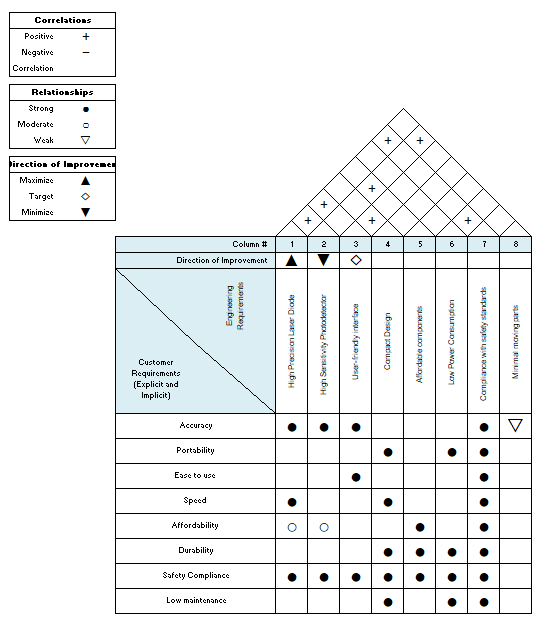 Correlations
Positive +
Negative −
Correlation
Relationships
Strong ●
Moderate ○
Weak ▽
Direction of Improvemen
Maximize ▲
Target ◇
Minimize ▼
+ +
+
+
+ + +
Column # 1 2 3 4 5 6 7 8
Direction of Improvement ▲ ▼ ◇
Engineering
Requirements
Customer
Requirements
(Explicit and
Implicit)
High Precision Laser Diode
High Sensitivity Photodetector
User-friendly interface
Compact Design
Affordable components
Low Power Consumption
Compliance with safety standards
Minimal moving parts
Accuracy ● ● ● ● ▽
Portability ● ● ●
Ease to use ● ●
Speed ● ● ●
Affordability ○ ○ ● ●
Durability ● ● ● ●
Safety Compliance ● ● ● ● ● ● ●
Low maintenance ● ● ●